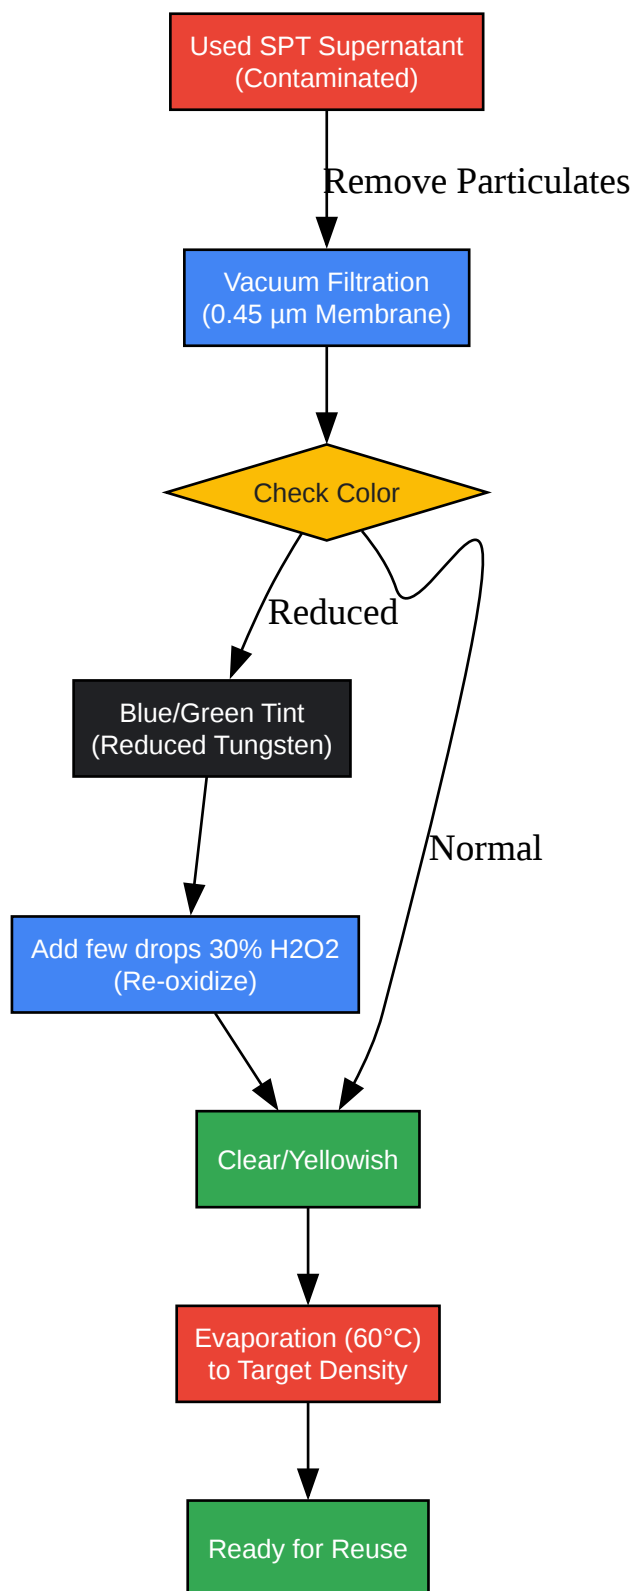 Used SPT Supernatant
(Contaminated)
Remove Particulates
Vacuum Filtration
(0.45 µm Membrane)
Check Color
Reduced
Blue/Green Tint
(Reduced Tungsten)
Normal
Add few drops 30% H2O2
(Re-oxidize)
Clear/Yellowish
Evaporation (60°C)
to Target Density
Ready for Reuse